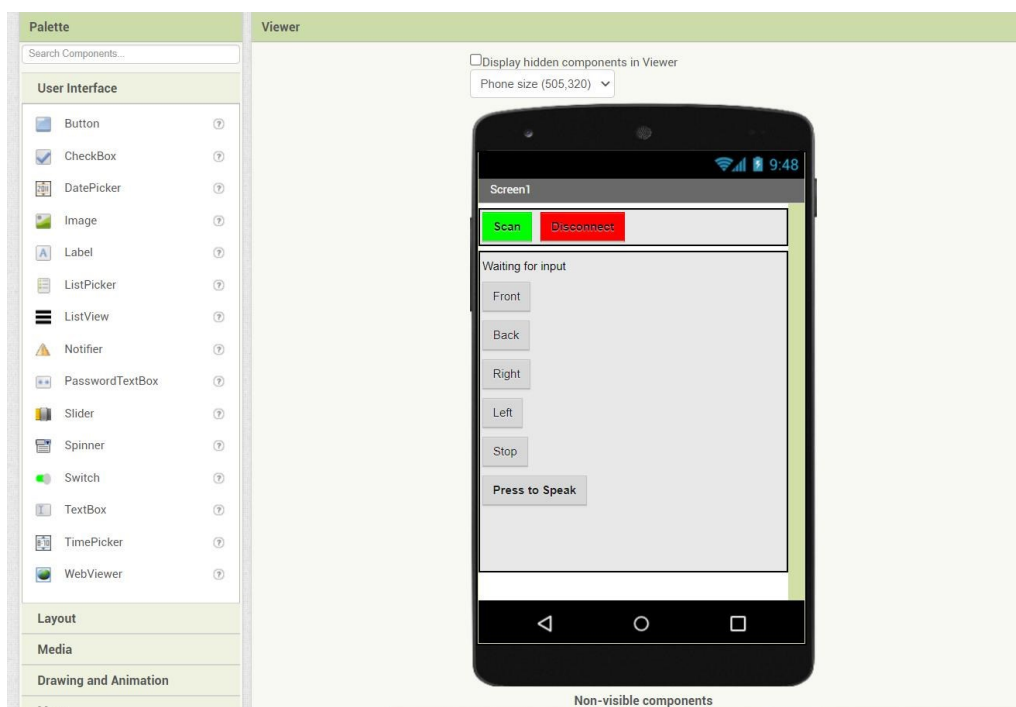 Palette
Search Components...
User Interface
Button
CheckBox
DatePicker
Image
Label
ListPicker
ListView
Notifier
PasswordTextBox
Slider
Spinner
Switch
TextBox
TimePicker
WebViewer
Layout
Media
Drawing and Animation
Viewer
Display hidden components in Viewer
Phone size (505,320)
9:48
Screen1
Scan Disconnect
Waiting for input
Front
Back
Right
Left
Stop
Press to Speak
Non-visible components